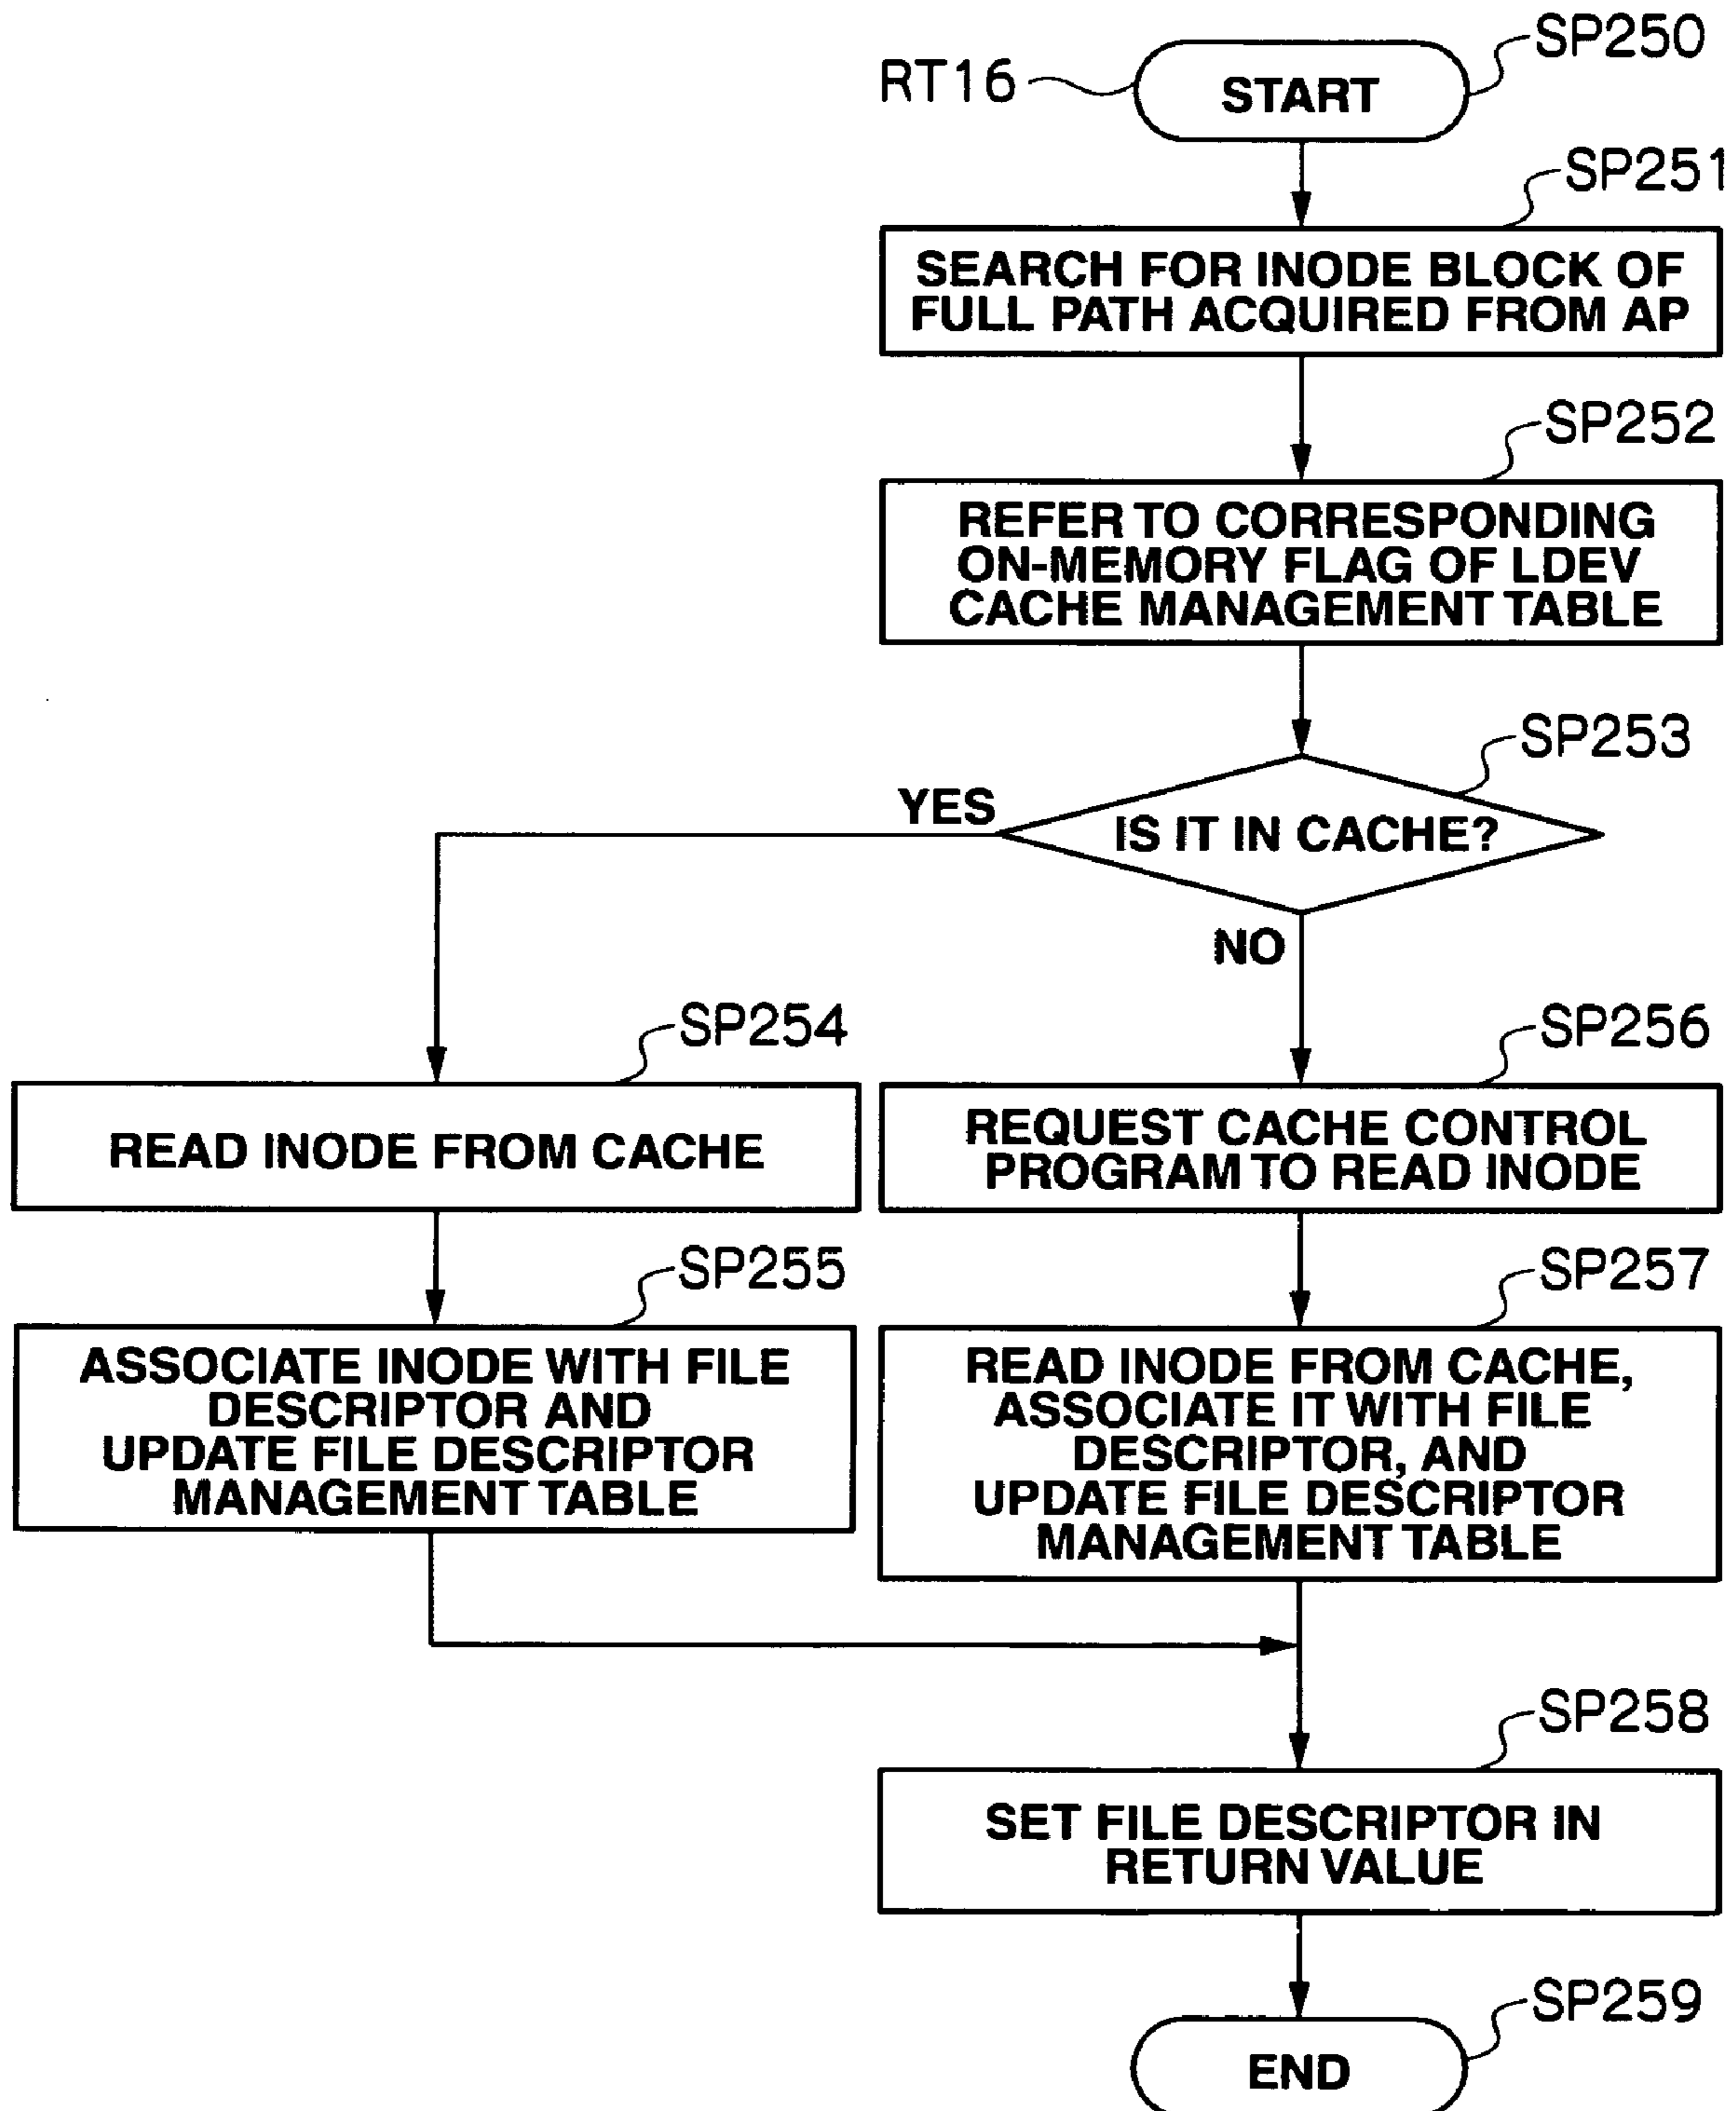 SP250
RT16
START
SP251
SEARCH FOR INODE BLOCK OF
FULL PATH ACQUIRED FROM AP
SP252
REFER TO CORRESPONDING
ON-MEMORY FLAG OF LDEV
CACHE MANAGEMENT TABLE
SP253
YES
IS IT IN CACHE?
NO
SP254
READ INODE FROM CACHE
SP256
REQUEST CACHE CONTROL
PROGRAM TO READ INODE
SP255
ASSOCIATE INODE WITH FILE
DESCRIPTOR AND
UPDATE FILE DESCRIPTOR
MANAGEMENT TABLE
SP257
READ INODE FROM CACHE,
ASSOCIATE IT WITH FILE
DESCRIPTOR, AND
UPDATE FILE DESCRIPTOR
MANAGEMENT TABLE
SP258
SET FILE DESCRIPTOR IN
RETURN VALUE
SP259
END